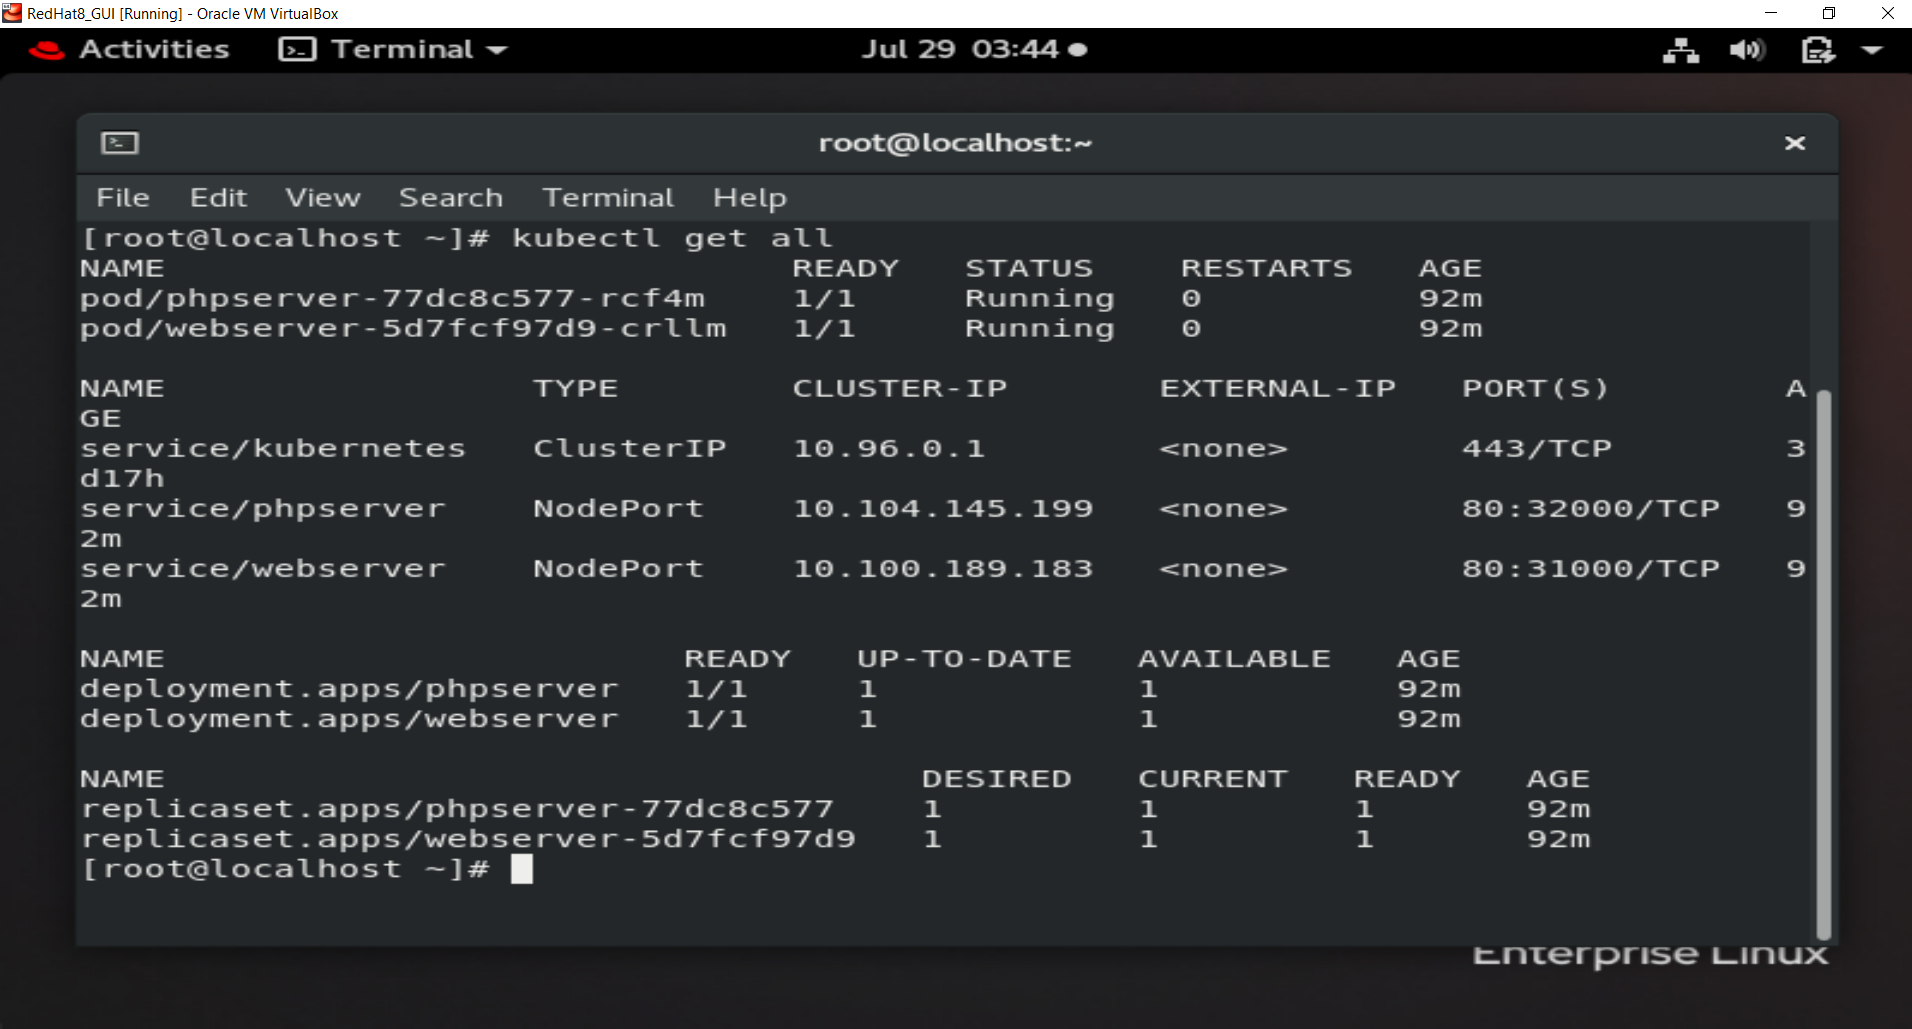 RedHat8_GUI [Running] - Oracle VM VirtualBox
Activities Terminal Jul 29 03:44
root@localhost:~
File Edit View Search Terminal Help
[root@localhost ~]# kubectl get all
NAME READY STATUS RESTARTS AGE
pod/phpserver-77dc8c577-rcf4m 1/1 Running 0 92m
pod/webserver-5d7fcf97d9-crllm 1/1 Running 0 92m
NAME TYPE CLUSTER-IP EXTERNAL-IP PORT(S) A
GE
service/kubernetes ClusterIP 10.96.0.1 <none> 443/TCP 3
d17h
service/phpserver NodePort 10.104.145.199 <none> 80:32000/TCP 9
2m
service/webserver NodePort 10.100.189.183 <none> 80:31000/TCP 9
2m
NAME READY UP-TO-DATE AVAILABLE AGE
deployment.apps/phpserver 1/1 1 1 92m
deployment.apps/webserver 1/1 1 1 92m
NAME DESIRED CURRENT READY AGE
replicaset.apps/phpserver-77dc8c577 1 1 1 92m
replicaset.apps/webserver-5d7fcf97d9 1 1 1 92m
[root@localhost ~]#
Enterprise Linux